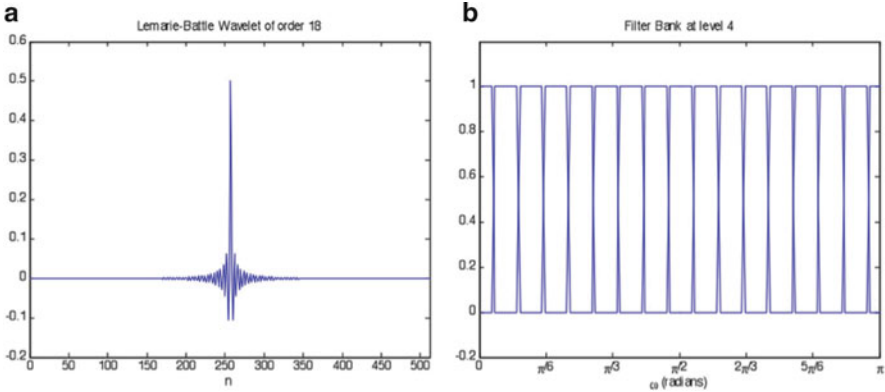 a
Lemarie-Battle Wavelet of order 18
0.6
0.5
0.4
0.3
0.2
0.1
0
-0.1
-0.2
0 50 100 150 200 250 300 350 400 450 500
n
b
Filter Bank at level 4
1
0.8
0.6
0.4
0.2
0
-0.2
0 π/6 π/3 π/2 2π/3 5π/6 π
ω (radians)